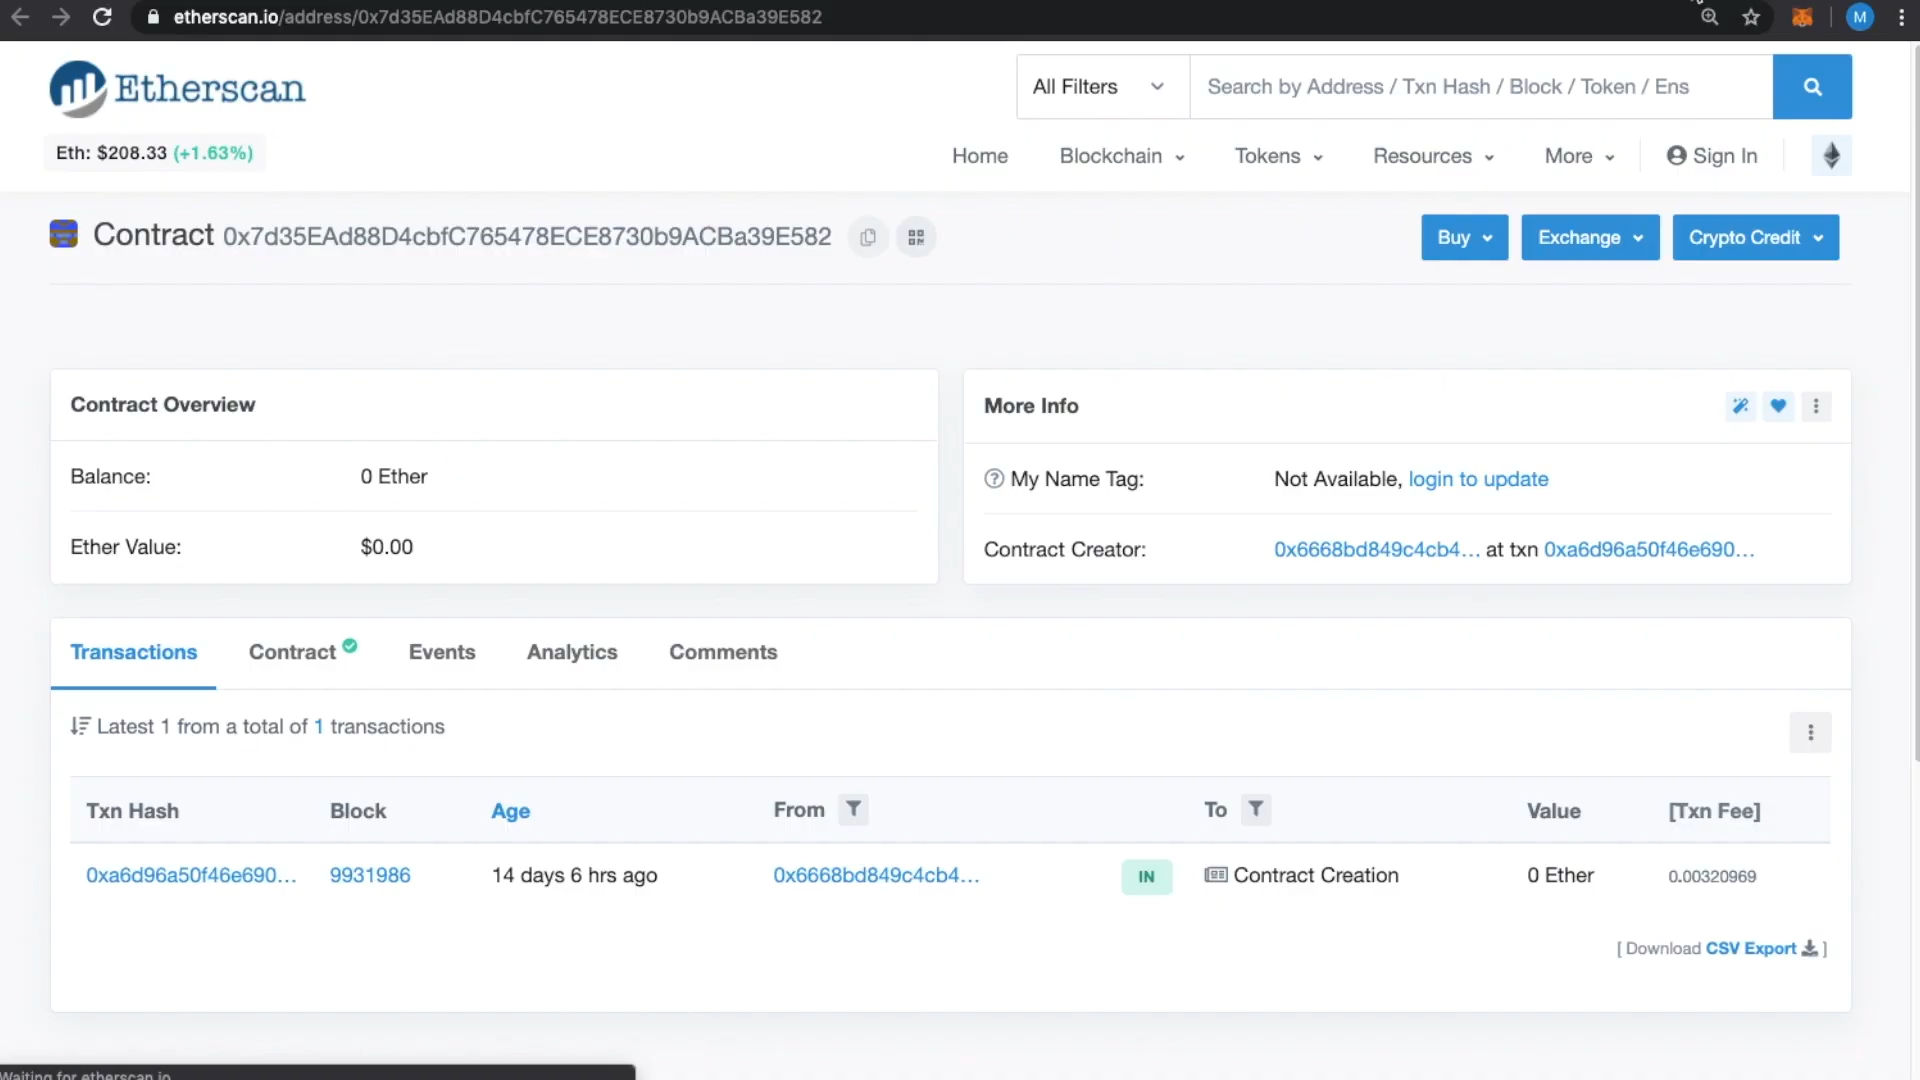 etherscan.io/address/0x7d35EAd88D4cbfC765478ECE8730b9ACBa39E582
M
Etherscan
All Filters
Search by Address / Txn Hash / Block / Token / Ens
Eth: $208.33 (+1.63%)
Home Blockchain Tokens Resources More Sign In
Contract 0x7d35EAd88D4cbfC765478ECE8730b9ACBa39E582
Buy Exchange Crypto Credit
Contract Overview
Balance: 0 Ether
Ether Value: $0.00
More Info
? My Name Tag: Not Available, login to update
Contract Creator: 0x6668bd849c4cb4... at txn 0xa6d96a50f46e690...
Transactions Contract Events Analytics Comments
Latest 1 from a total of 1 transactions
Txn Hash Block Age From To Value [Txn Fee]
0xa6d96a50f46e690... 9931986 14 days 6 hrs ago 0x6668bd849c4cb4... IN Contract Creation 0 Ether 0.00320969
[ Download CSV Export ]
Waiting for etherscan.io